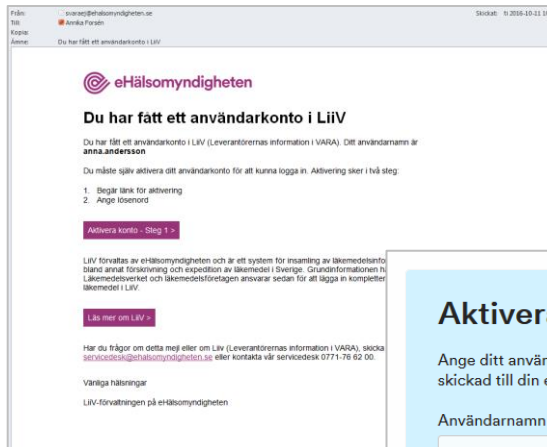 Från: svaraej@ehalsomyndigheten.se Skickat:
Till: Annika Forsén
Kopia:
Ämne: Du har fått ett användarkonto i LiiV
eHälsomyndigheten
Du har fått ett användarkonto i LiiV
Du har fått ett användarkonto i LiiV (Leverantörernas information i VARA). Ditt användarnamn är
anna.andersson
Du måste själv aktivera ditt användarkonto för att kunna logga in. Aktivering sker i två steg:
1. Begär länk för aktivering
2. Ange lösenord
Aktivera konto - Steg 1 >
LiiV förvaltas av eHälsomyndigheten och är ett system för insamling av läkemedelsinfo
bland annat förskrivning och expedition av läkemedel i Sverige. Grundinformationen h
Läkemedelsverket och läkemedelsföretagen ansvarar sedan för att lägga in kompletter
läkemedel i LiiV.
Läs mer om LiiV >
Har du frågor om detta mejl eller om Liiv (Leverantörernas information i VARA), skicka
servicedesk@ehalsomyndigheten.se eller kontakta vår servicedesk 0771-76 62 00.
Vänliga hälsningar
LiiV-förvaltningen på eHälsomyndigheten
Aktivera
Ange ditt använ
skickad till din e
Användarnamn